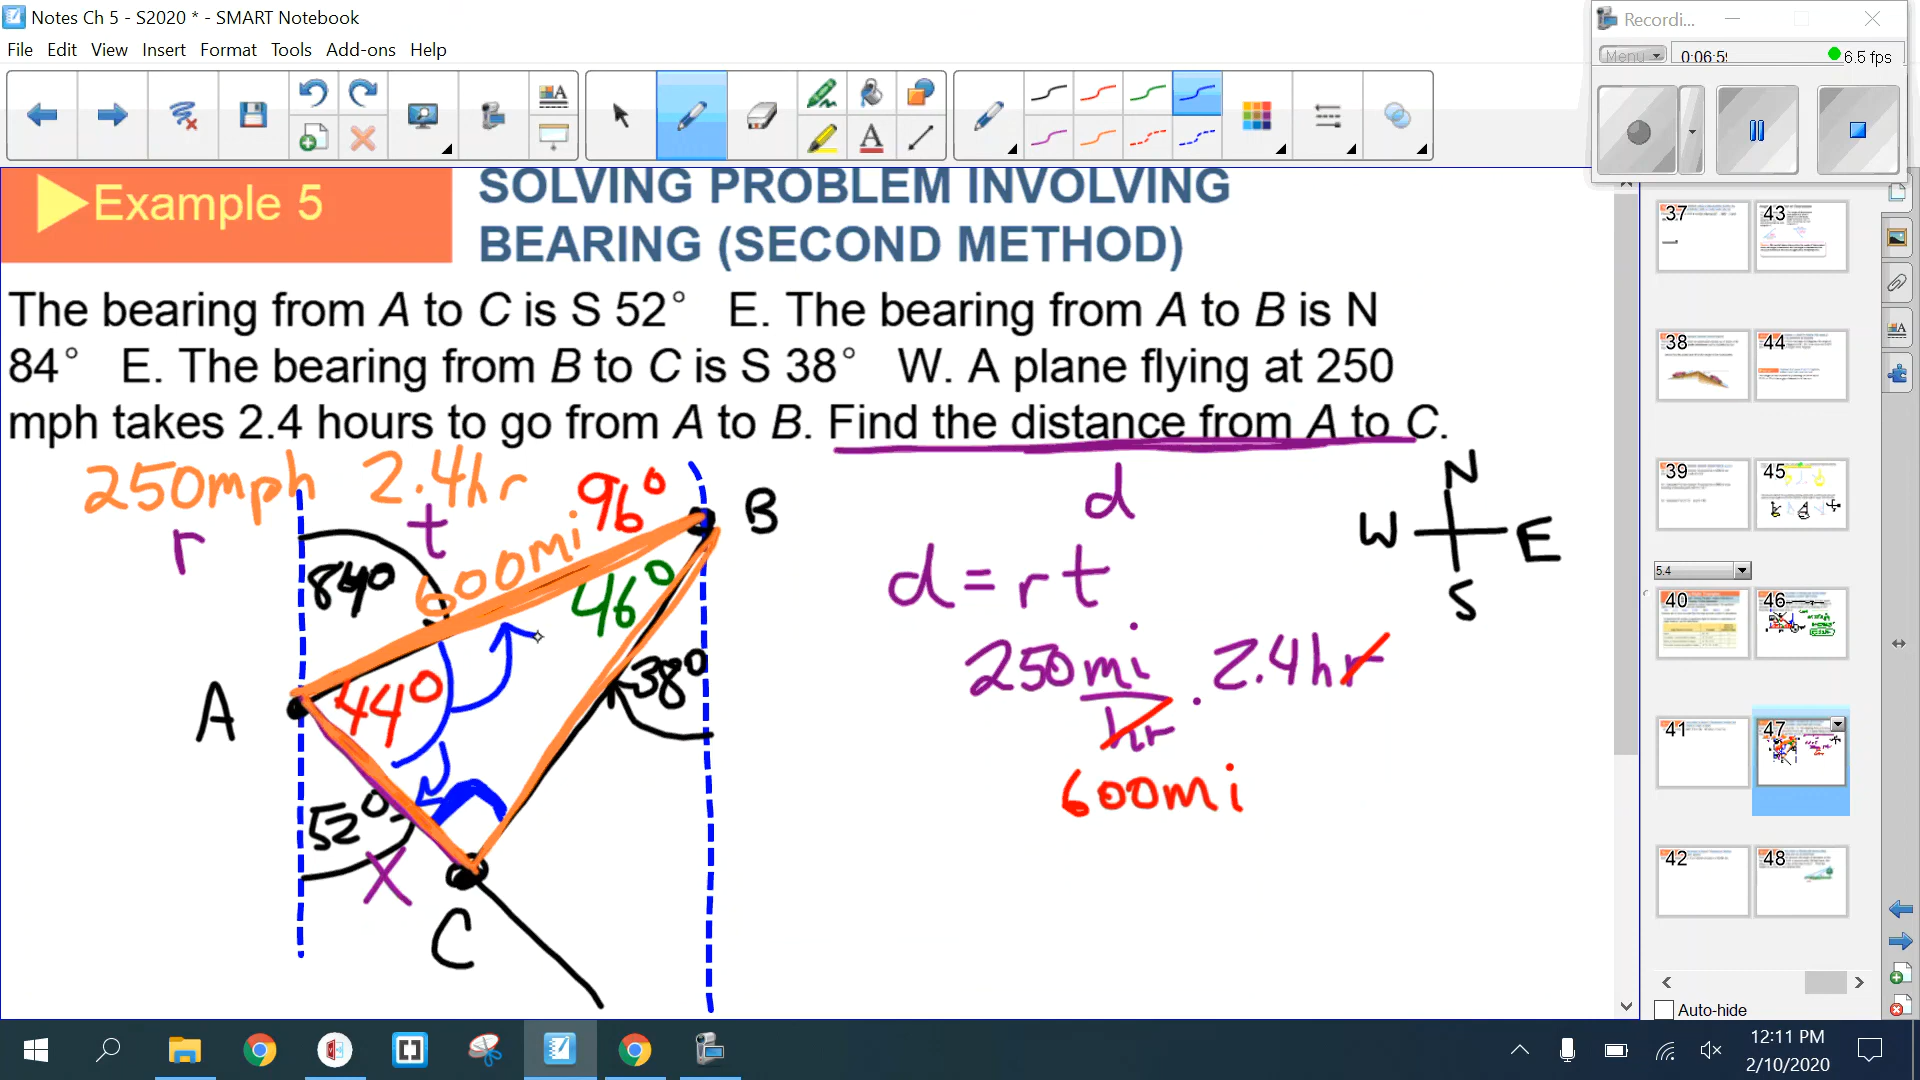 Notes Ch 5 - S2020 * - SMART Notebook
File Edit View Insert Format Tools Add-ons Help
Recordi...
Menu
0:06:5
6.5 fps
Example 5
SOLVING PROBLEM INVOLVING
BEARING (SECOND METHOD)
The bearing from A to C is S 52° E. The bearing from A to B is N
84° E. The bearing from B to C is S 38° W. A plane flying at 250
mph takes 2.4 hours to go from A to B. Find the distance from A to C.
250mph 2.4hr
r t
96°
B
84°
600mi
46°
A
44°
38°
52°
x
C
d
d = rt
250mi
hr
. 2.4hr
600mi
N
W E
S
37 43
38 44
39 45
5.4
40 46
41 47
42 48
Auto-hide
12:11 PM
2/10/2020